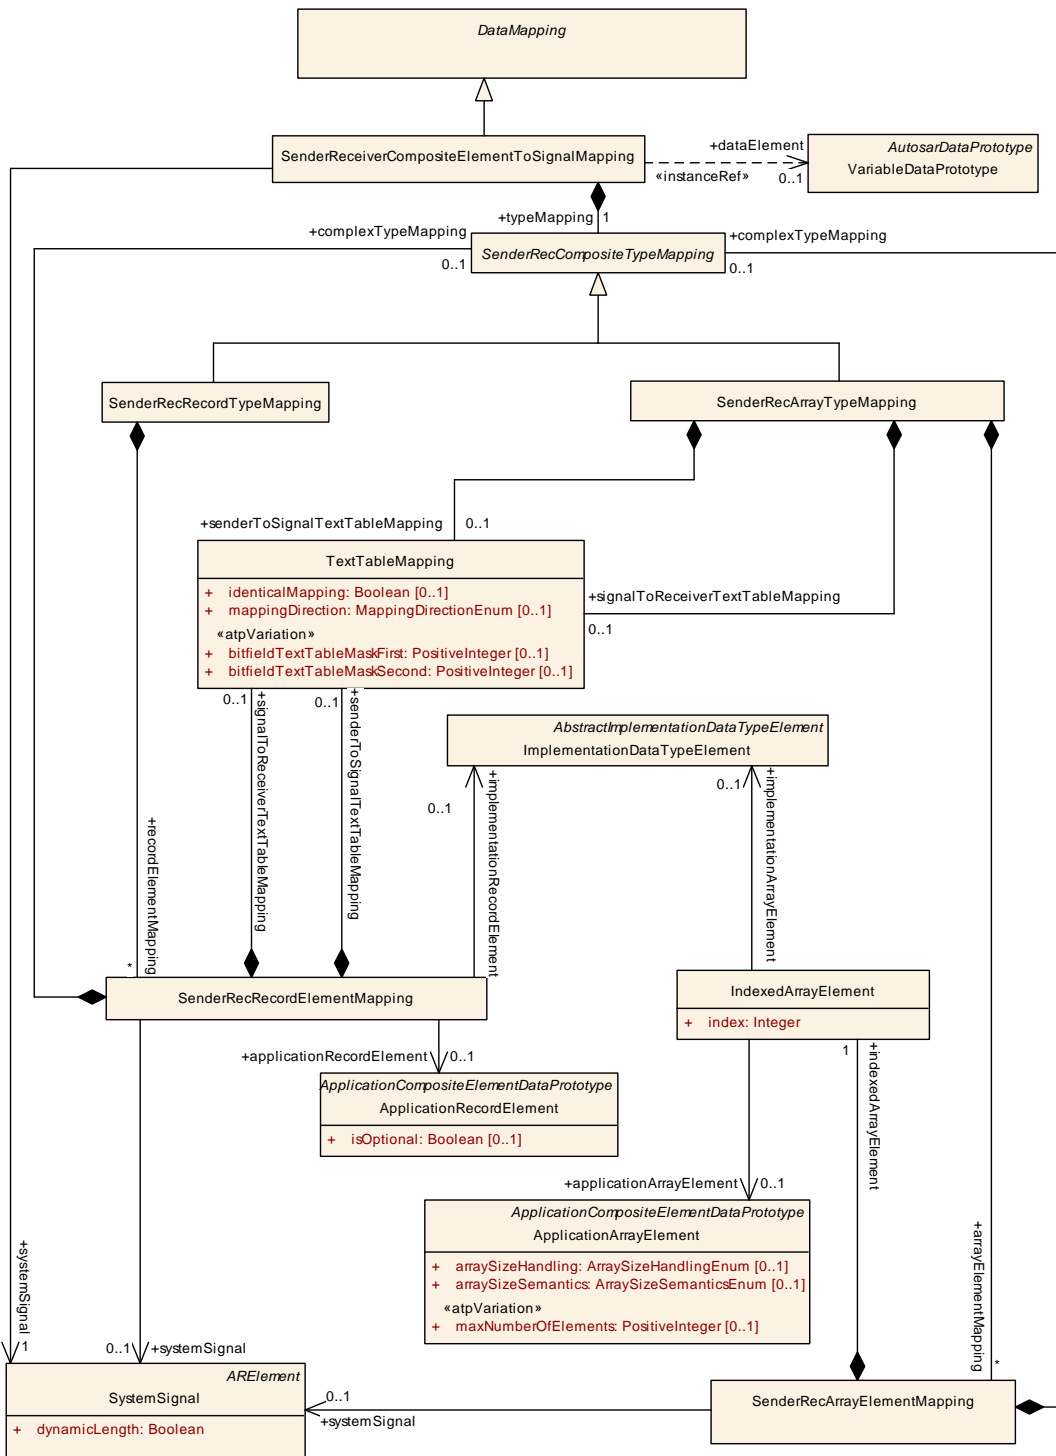 DataMapping
SenderReceiverCompositeElementToSignalMapping
+dataElement
«instanceRef»
0..1
AutosarDataPrototype
VariableDataPrototype
+typeMapping
1
+complexTypeMapping
0..1
SenderRecCompositeTypeMapping
+complexTypeMapping
0..1
SenderRecRecordTypeMapping
SenderRecArrayTypeMapping
+senderToSignalTextTableMapping
0..1
TextTableMapping
+ identicalMapping: Boolean [0..1]
+ mappingDirection: MappingDirectionEnum [0..1]
«atpVariation»
+ bitfieldTextTableMaskFirst: PositiveInteger [0..1]
+ bitfieldTextTableMaskSecond: PositiveInteger [0..1]
+signalToReceiverTextTableMapping
0..1
0..1
+signalToReceiverTextTableMapping
0..1
+senderToSignalTextTableMapping
AbstractImplementationDataTypeElement
ImplementationDataTypeElement
0..1
+implementationRecordElement
0..1
+implementationArrayElement
+recordElementMapping
*
SenderRecRecordElementMapping
IndexedArrayElement
+ index: Integer
+applicationRecordElement
0..1
1
+indexedArrayElement
ApplicationCompositeElementDataPrototype
ApplicationRecordElement
+ isOptional: Boolean [0..1]
+applicationArrayElement
0..1
ApplicationCompositeElementDataPrototype
ApplicationArrayElement
+ arraySizeHandling: ArraySizeHandlingEnum [0..1]
+ arraySizeSemantics: ArraySizeSemanticsEnum [0..1]
«atpVariation»
+ maxNumberOfElements: PositiveInteger [0..1]
+systemSignal
1
0..1
+systemSignal
+arrayElementMapping
*
ARElement
SystemSignal
+ dynamicLength: Boolean
0..1
+systemSignal
SenderRecArrayElementMapping